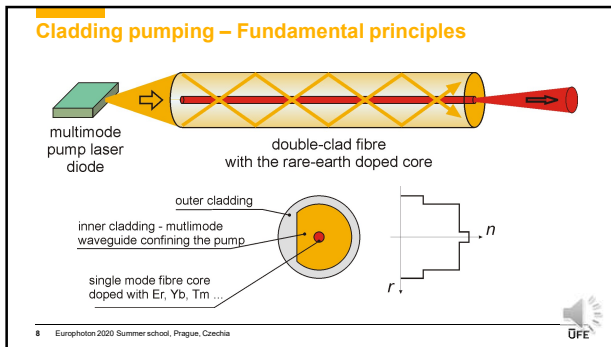 Cladding pumping – Fundamental principles
multimode
pump laser
diode
double-clad fibre
with the rare-earth doped core
outer cladding
inner cladding - mutlimode
waveguide confining the pump
single mode fibre core
doped with Er, Yb, Tm ...
n
r
8 Europhoton 2020 Summer school, Prague, Czechia
ÚFE